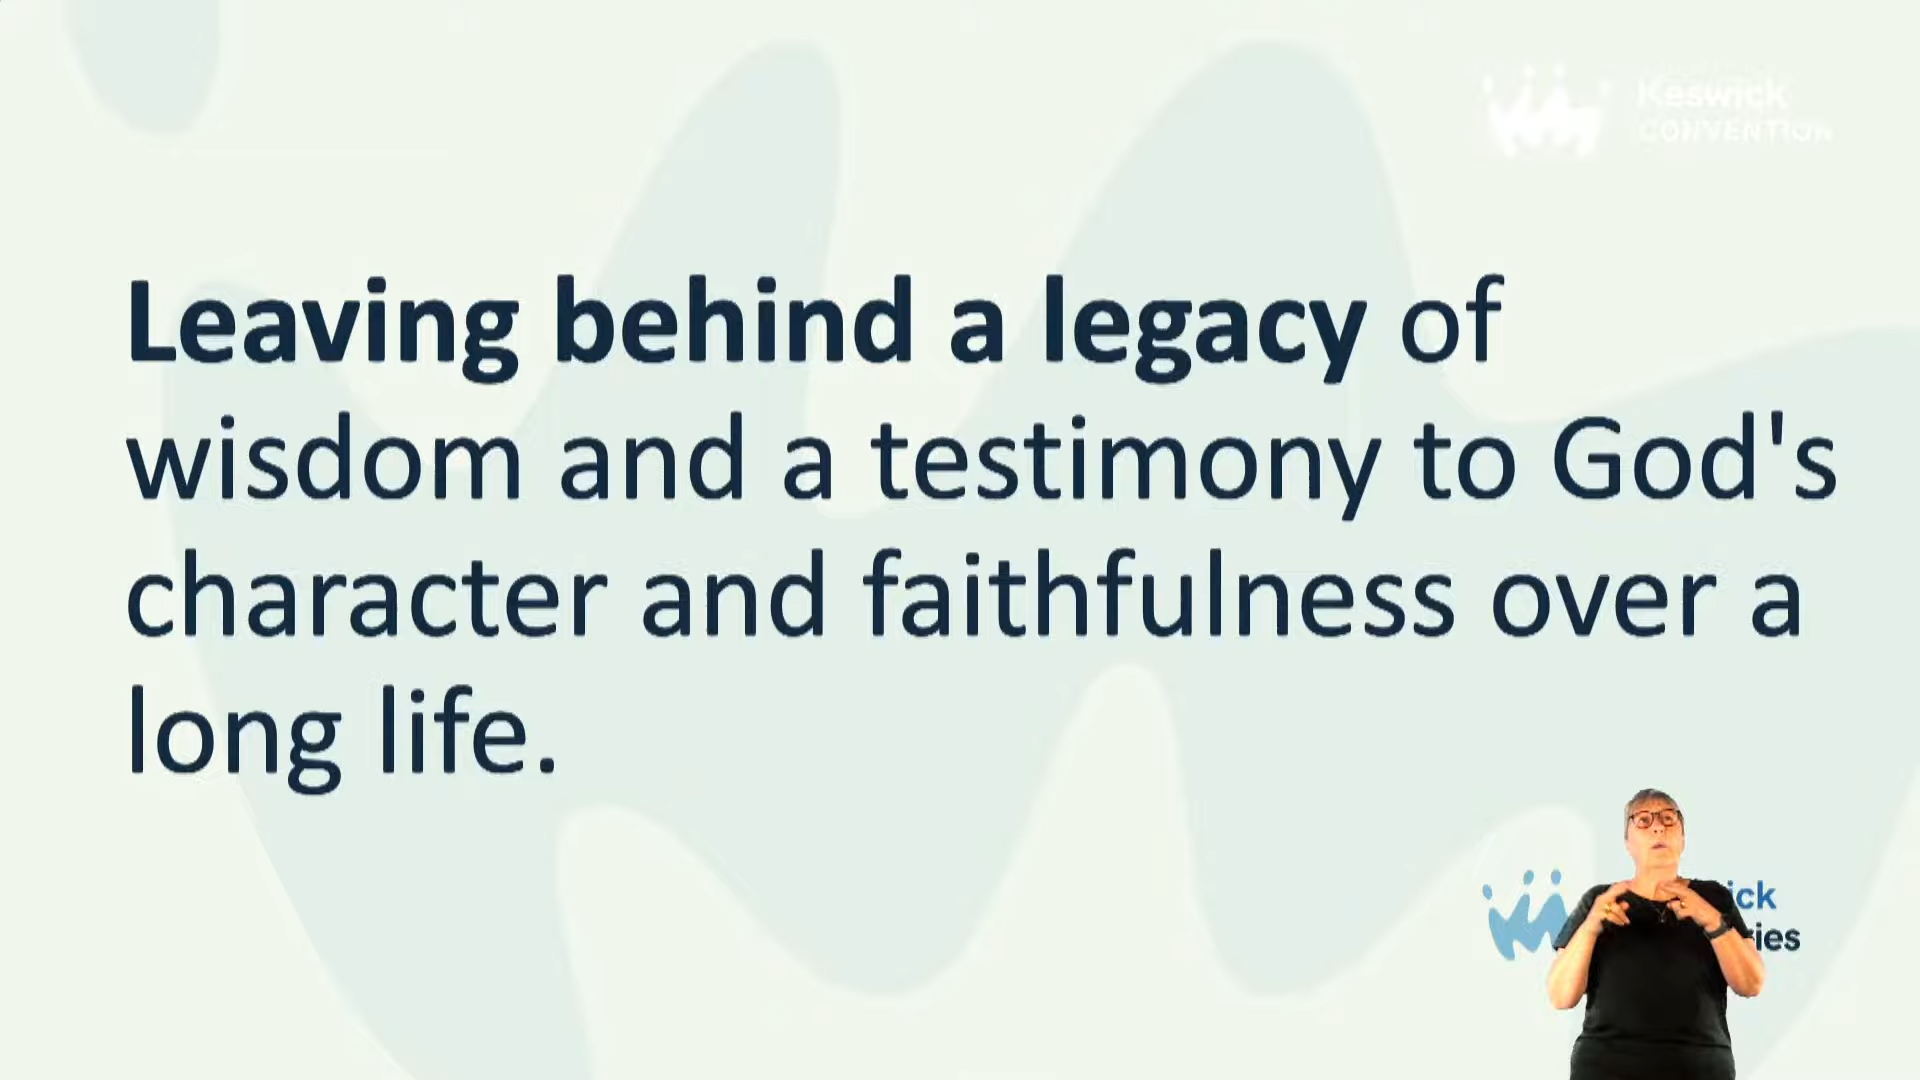 Keswick
CONVENTION
Leaving behind a legacy of
wisdom and a testimony to God's
character and faithfulness over a
long life.